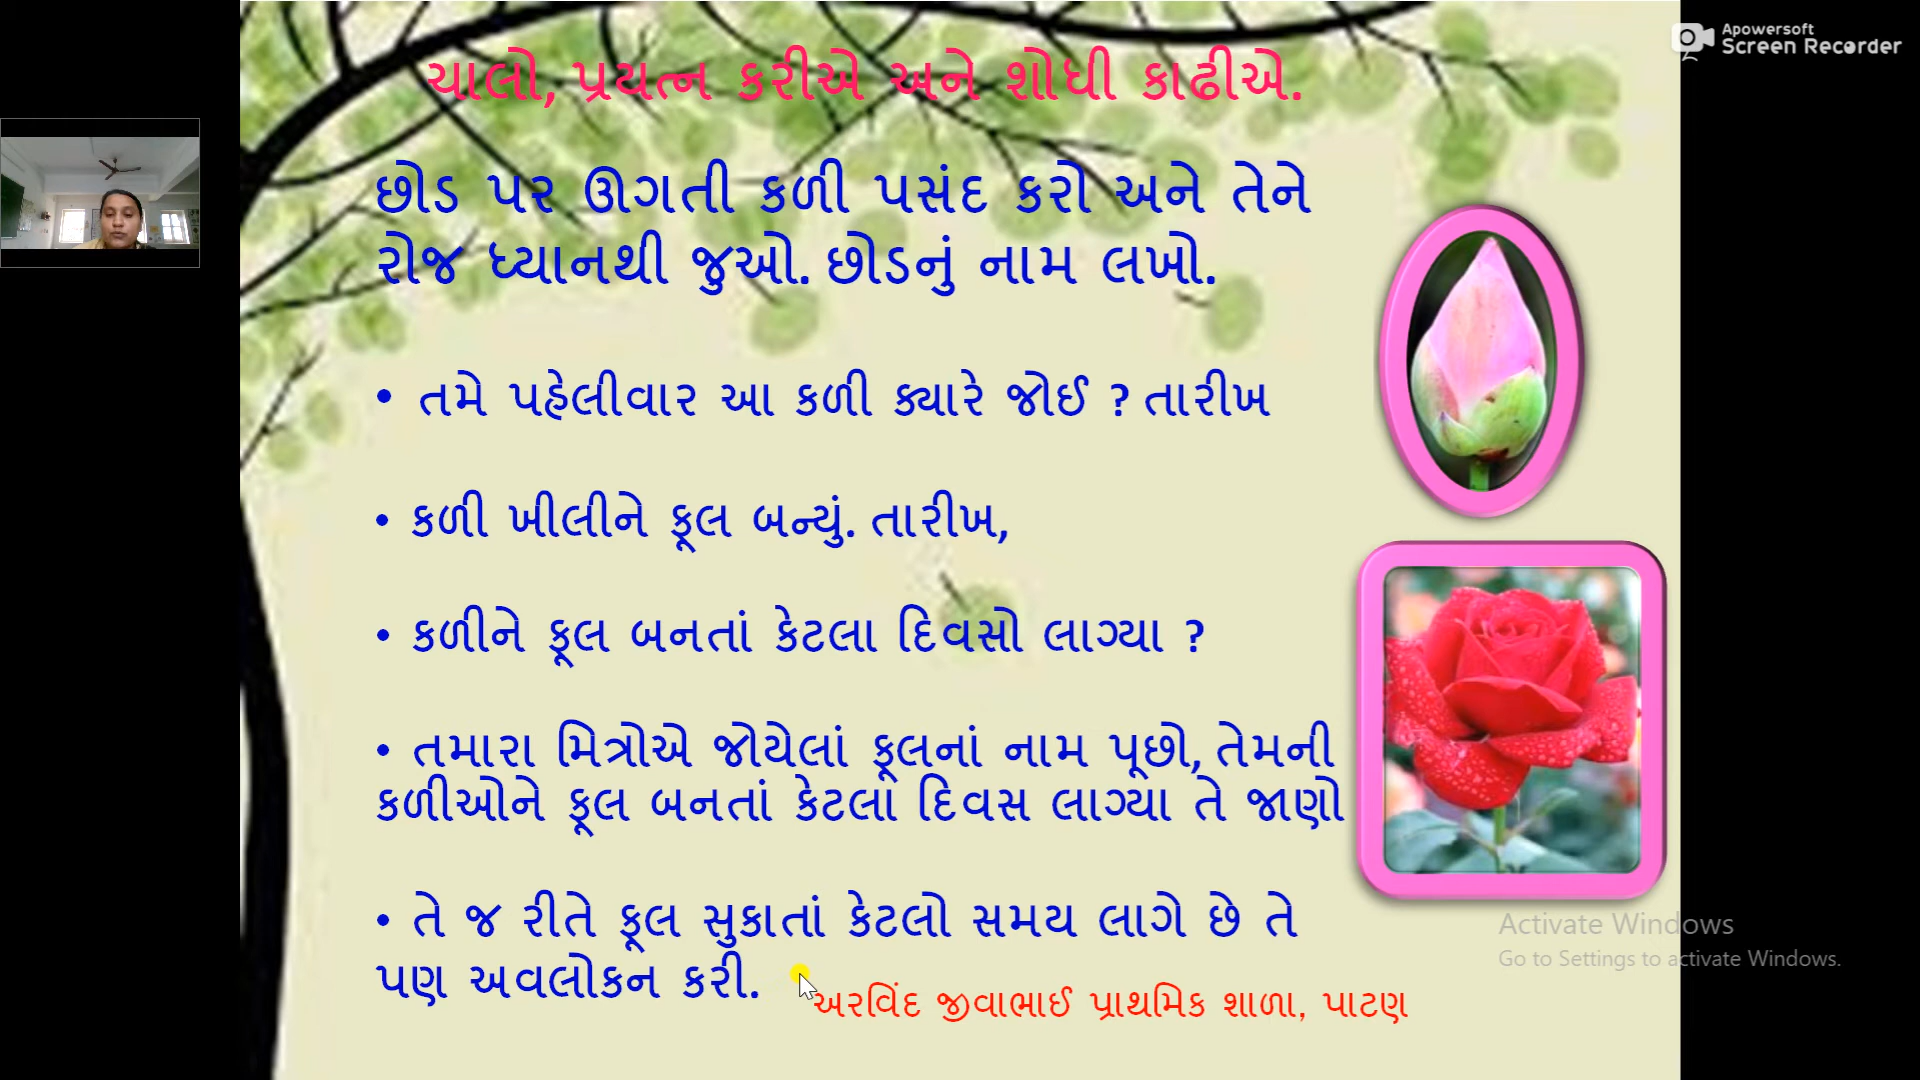 Apowersoft
Screen Recorder
ચાલો, પ્રયત્ન કરીએ અને શોધી કાઢીએ.
છોડ પર ઊગતી કળી પસંદ કરો અને તેને
રોજ ધ્યાનથી જુઓ. છોડનું નામ લખો.
• તમે પહેલીવાર આ કળી ક્યારે જોઈ ? તારીખ
• કળી ખીલીને ફૂલ બન્યું. તારીખ,
• કળીને ફૂલ બનતાં કેટલા દિવસો લાગ્યા ?
• તમારા મિત્રોએ જોયેલાં ફૂલનાં નામ પૂછો, તેમની
કળીઓને ફૂલ બનતાં કેટલા દિવસ લાગ્યા તે જાણો
• તે જ રીતે ફૂલ સુકાતાં કેટલો સમય લાગે છે તે
પણ અવલોકન કરી.
અરવિંદ જીવાભાઈ પ્રાથમિક શાળા, પાટણ
Activate Windows
Go to Settings to activate Windows.